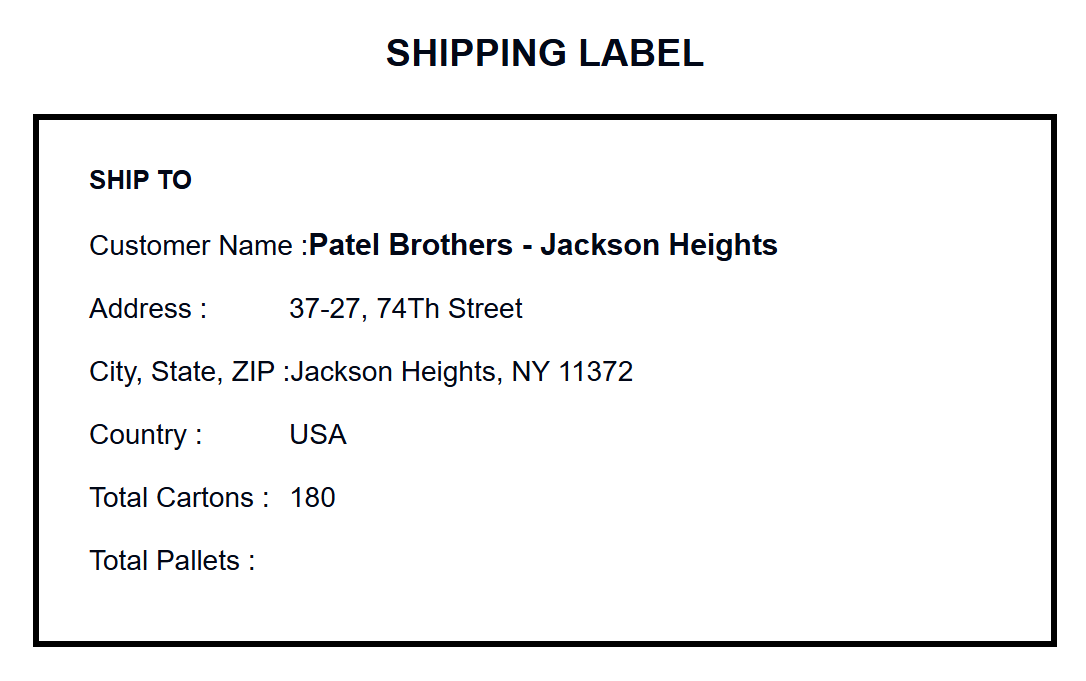 SHIPPING LABEL
SHIP TO
Customer Name :Patel Brothers - Jackson Heights
Address : 37-27, 74Th Street
City, State, ZIP :Jackson Heights, NY 11372
Country : USA
Total Cartons : 180
Total Pallets :